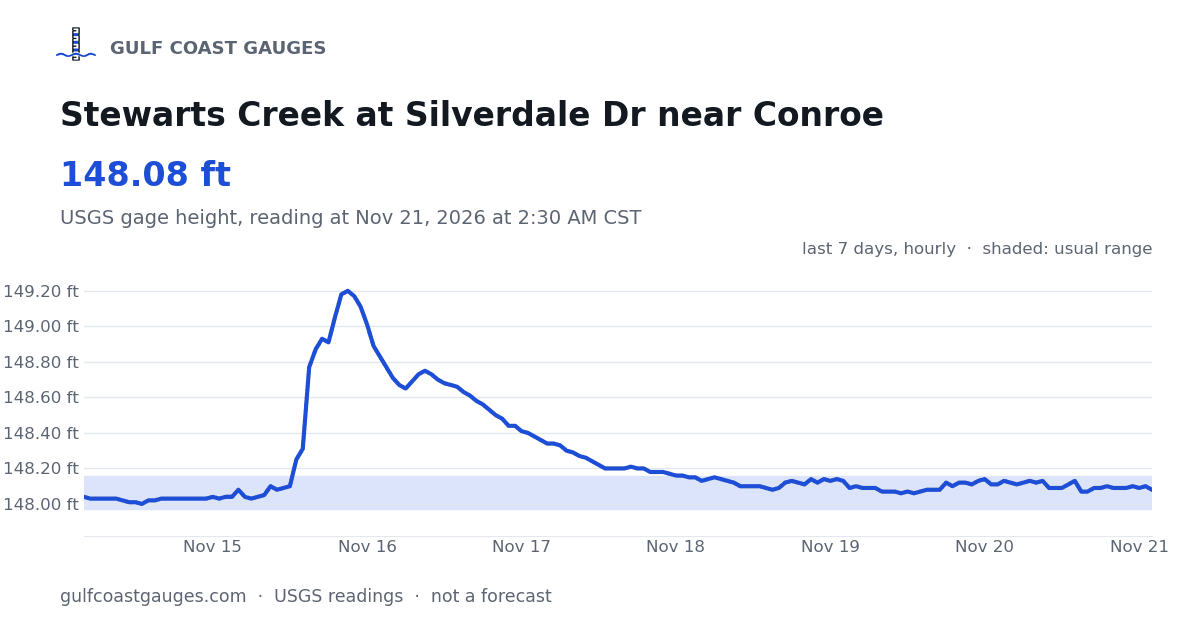 GULF COAST GAUGES
Stewarts Creek at Silverdale Dr near Conroe
148.08 ft
USGS gage height, reading at Nov 21, 2026 at 2:30 AM CST
last 7 days, hourly · shaded: usual range
149.20 ft
149.00 ft
148.80 ft
148.60 ft
148.40 ft
148.20 ft
148.00 ft
Nov 15 Nov 16 Nov 17 Nov 18 Nov 19 Nov 20 Nov 21
gulfcoastgauges.com · USGS readings · not a forecast